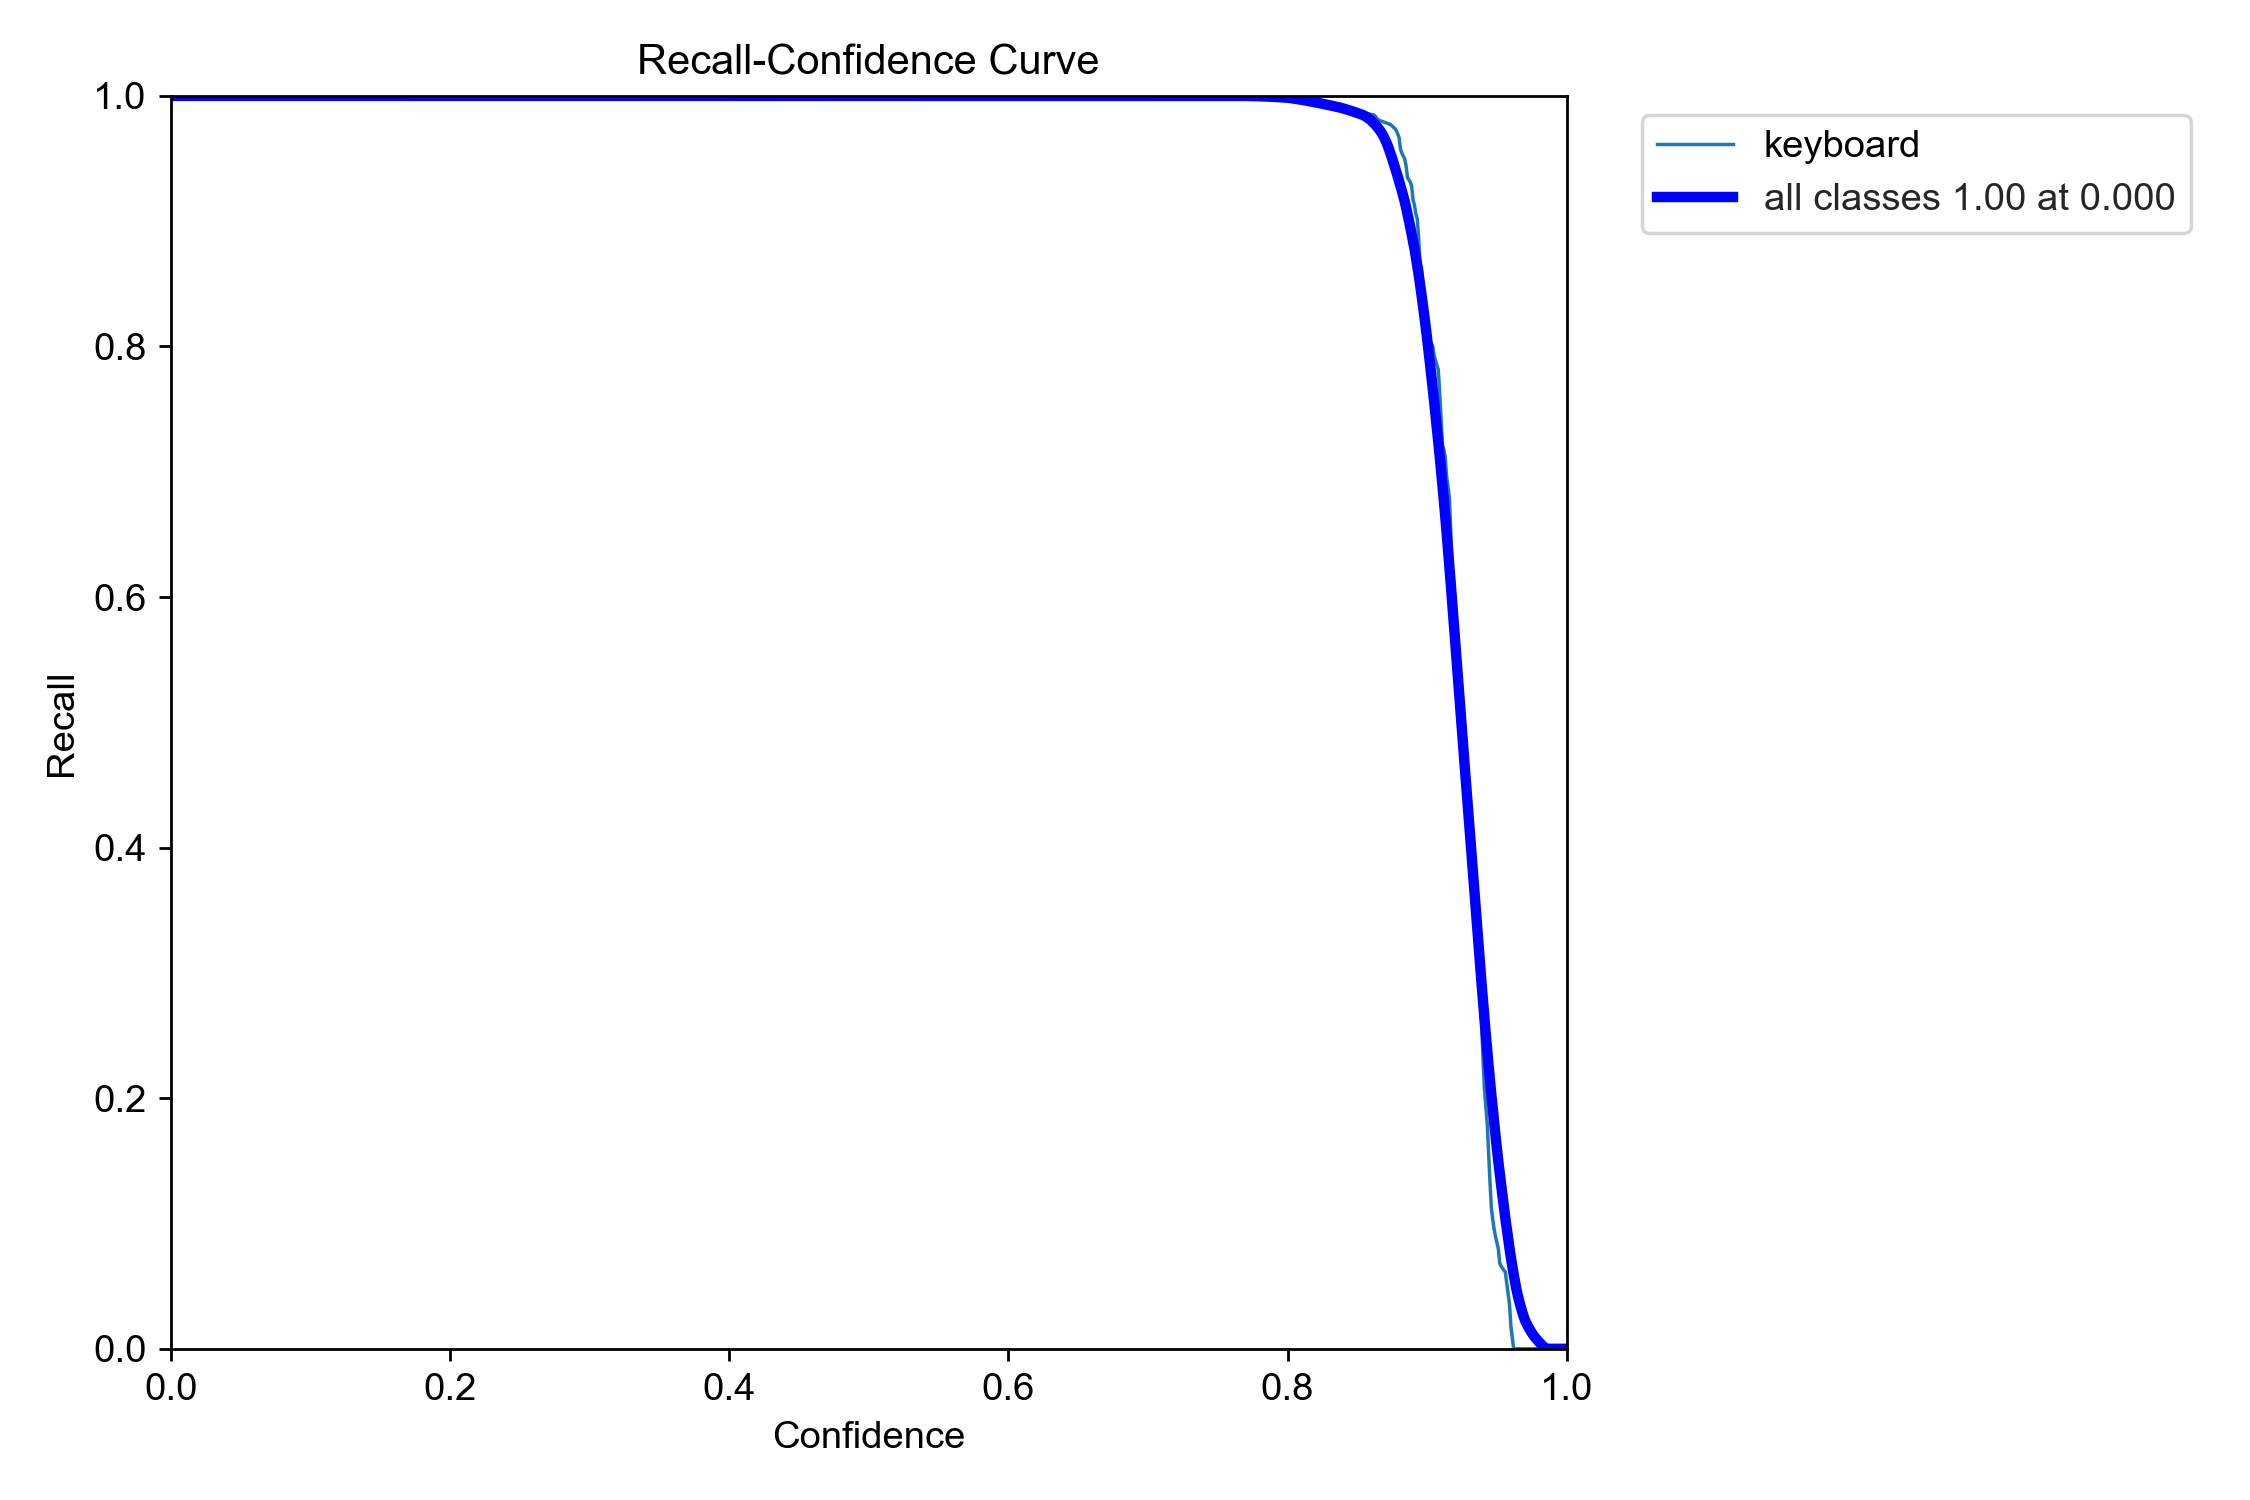 Recall-Confidence Curve
1.0
0.8
0.6
0.4
0.2
0.0
Recall
0.0 0.2 0.4 0.6 0.8 1.0
Confidence
keyboard
all classes 1.00 at 0.000